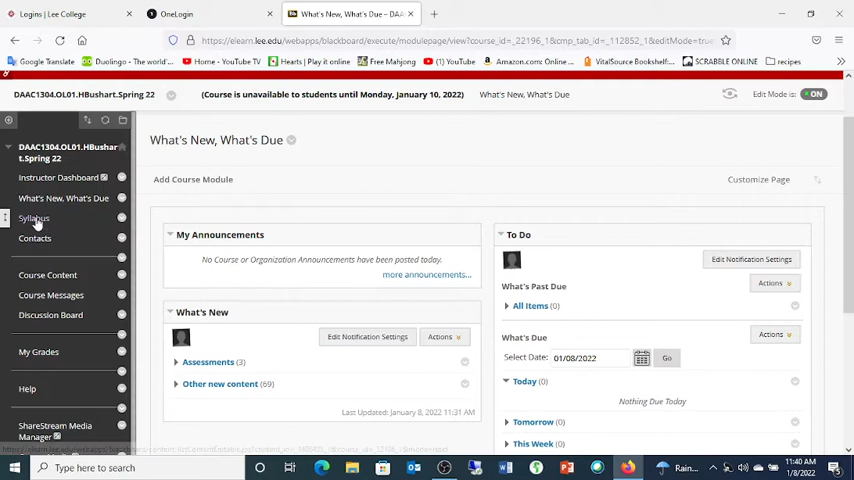 Logins | Lee College
OneLogin
What's New, What's Due – DAA
https://elearn.lee.edu/webapps/blackboard/execute/modulepage/view?course_id=_22196_1&cmp_tab_id=_112852_1&editMode=true
Google Translate
Duolingo - The worl...
Home - YouTube TV
Hearts | Play it online
Free Mahjong
(1) YouTube
Amazon.com: Online...
VitalSource Bookshelf:...
SCRABBLE ONLINE
recipes
DAAC1304.OL01.HBushart.Spring 22
(Course is unavailable to students until Monday, January 10, 2022)
What's New, What's Due
Edit Mode is:
ON
DAAC1304.OL01.HBushar
t.Spring 22
Instructor Dashboard
What's New, What's Due
Syllabus
Contacts
Course Content
Course Messages
Discussion Board
My Grades
Help
ShareStream Media
Manager
What's New, What's Due
Add Course Module
Customize Page
My Announcements
No Course or Organization Announcements have been posted today.
more announcements...
What's New
Edit Notification Settings
Actions
Assessments (3)
Other new content (69)
Last Updated: January 8, 2022 11:31 AM
To Do
Edit Notification Settings
What's Past Due
Actions
All Items (0)
What's Due
Actions
Select Date:
01/08/2022
Go
Today (0)
Nothing Due Today
Tomorrow (0)
This Week (0)
Type here to search
Rain...
11:40 AM
1/8/2022